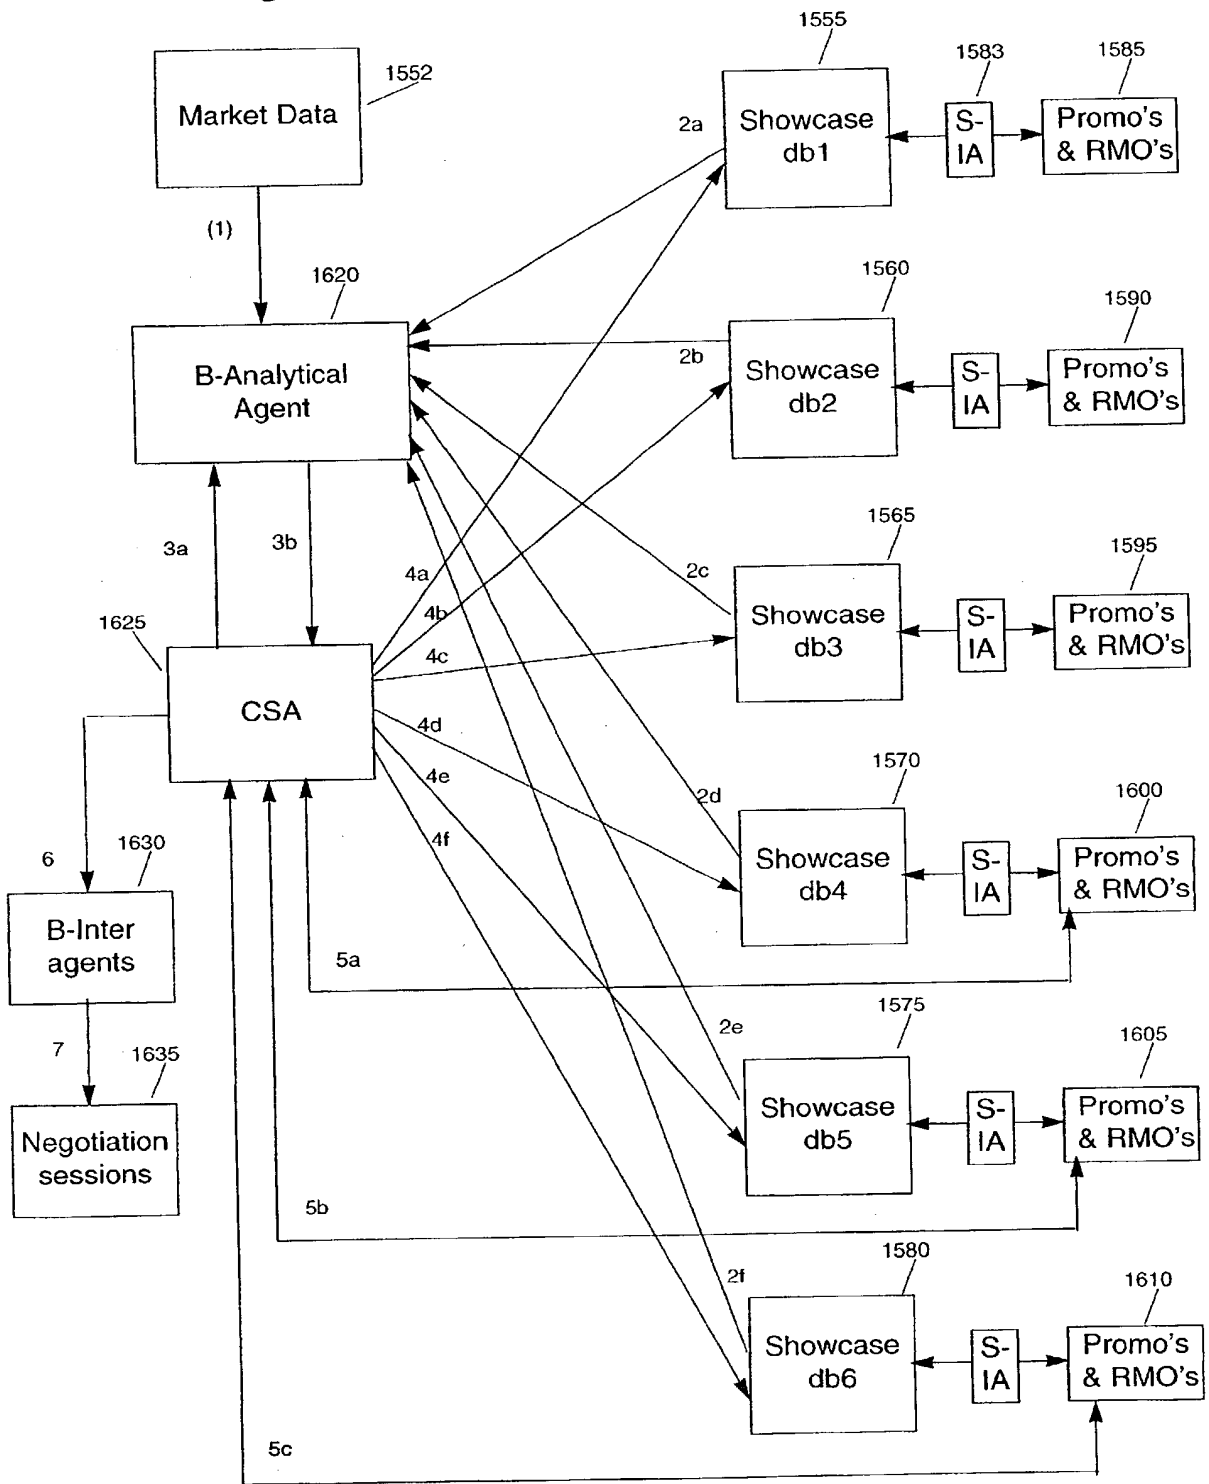 1555
1583
1585
1552
Market Data
2a
Showcase
db1
S-
IA
Promo's
& RMO's
(1)
1620
1560
1590
B-Analytical
Agent
2b
Showcase
db2
S-
IA
Promo's
& RMO's
1565
1595
3a
3b
4a
2c
4b
1625
4c
Showcase
db3
S-
IA
Promo's
& RMO's
CSA
4d
1570
4e
2d
1600
6
1630
4f
Showcase
db4
S-
IA
Promo's
& RMO's
B-Inter
agents
5a
1575
2e
1605
7
1635
Showcase
db5
S-
IA
Promo's
& RMO's
Negotiation
sessions
5b
1580
2f
1610
Showcase
db6
S-
IA
Promo's
& RMO's
5c